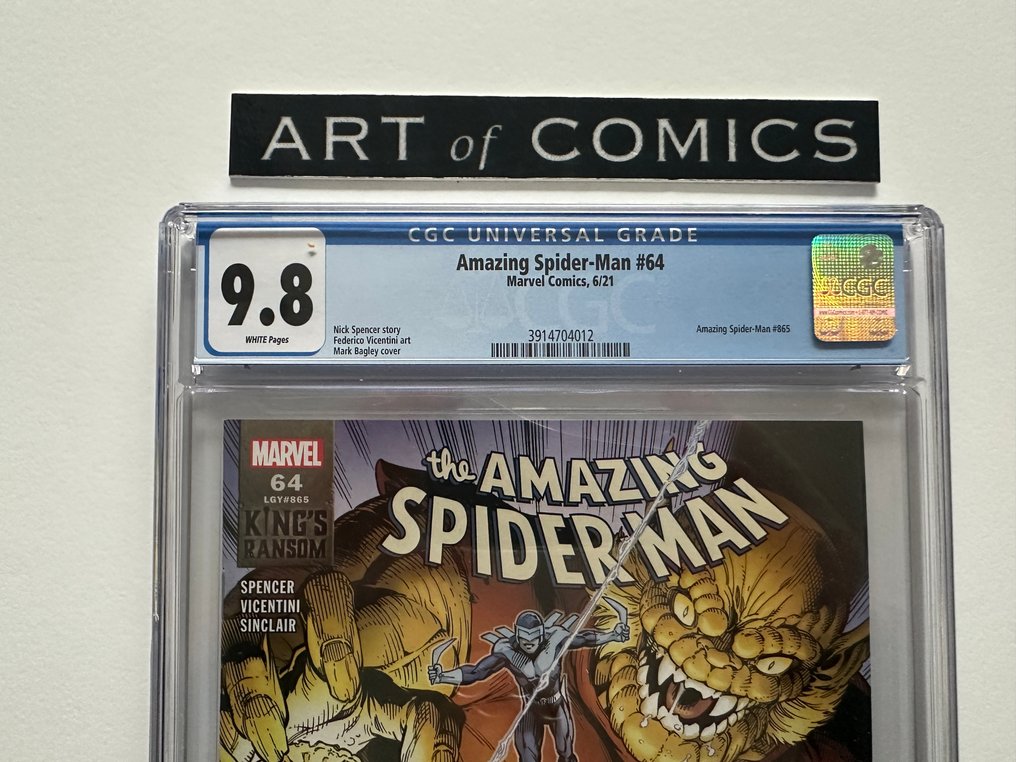 ART of COMICS
CGC UNIVERSAL GRADE
9.8
WHITE Pages
Amazing Spider-Man #64
Marvel Comics, 6/21
Nick Spencer story
Federico Vicentini art
Mark Bagley cover
3914704012
Amazing Spider-Man #865
CGC
MARVEL
64
LGY#865
KING'S
RANSOM
the AMAZING
SPIDER-MAN
SPENCER
VICENTINI
SINCLAIR